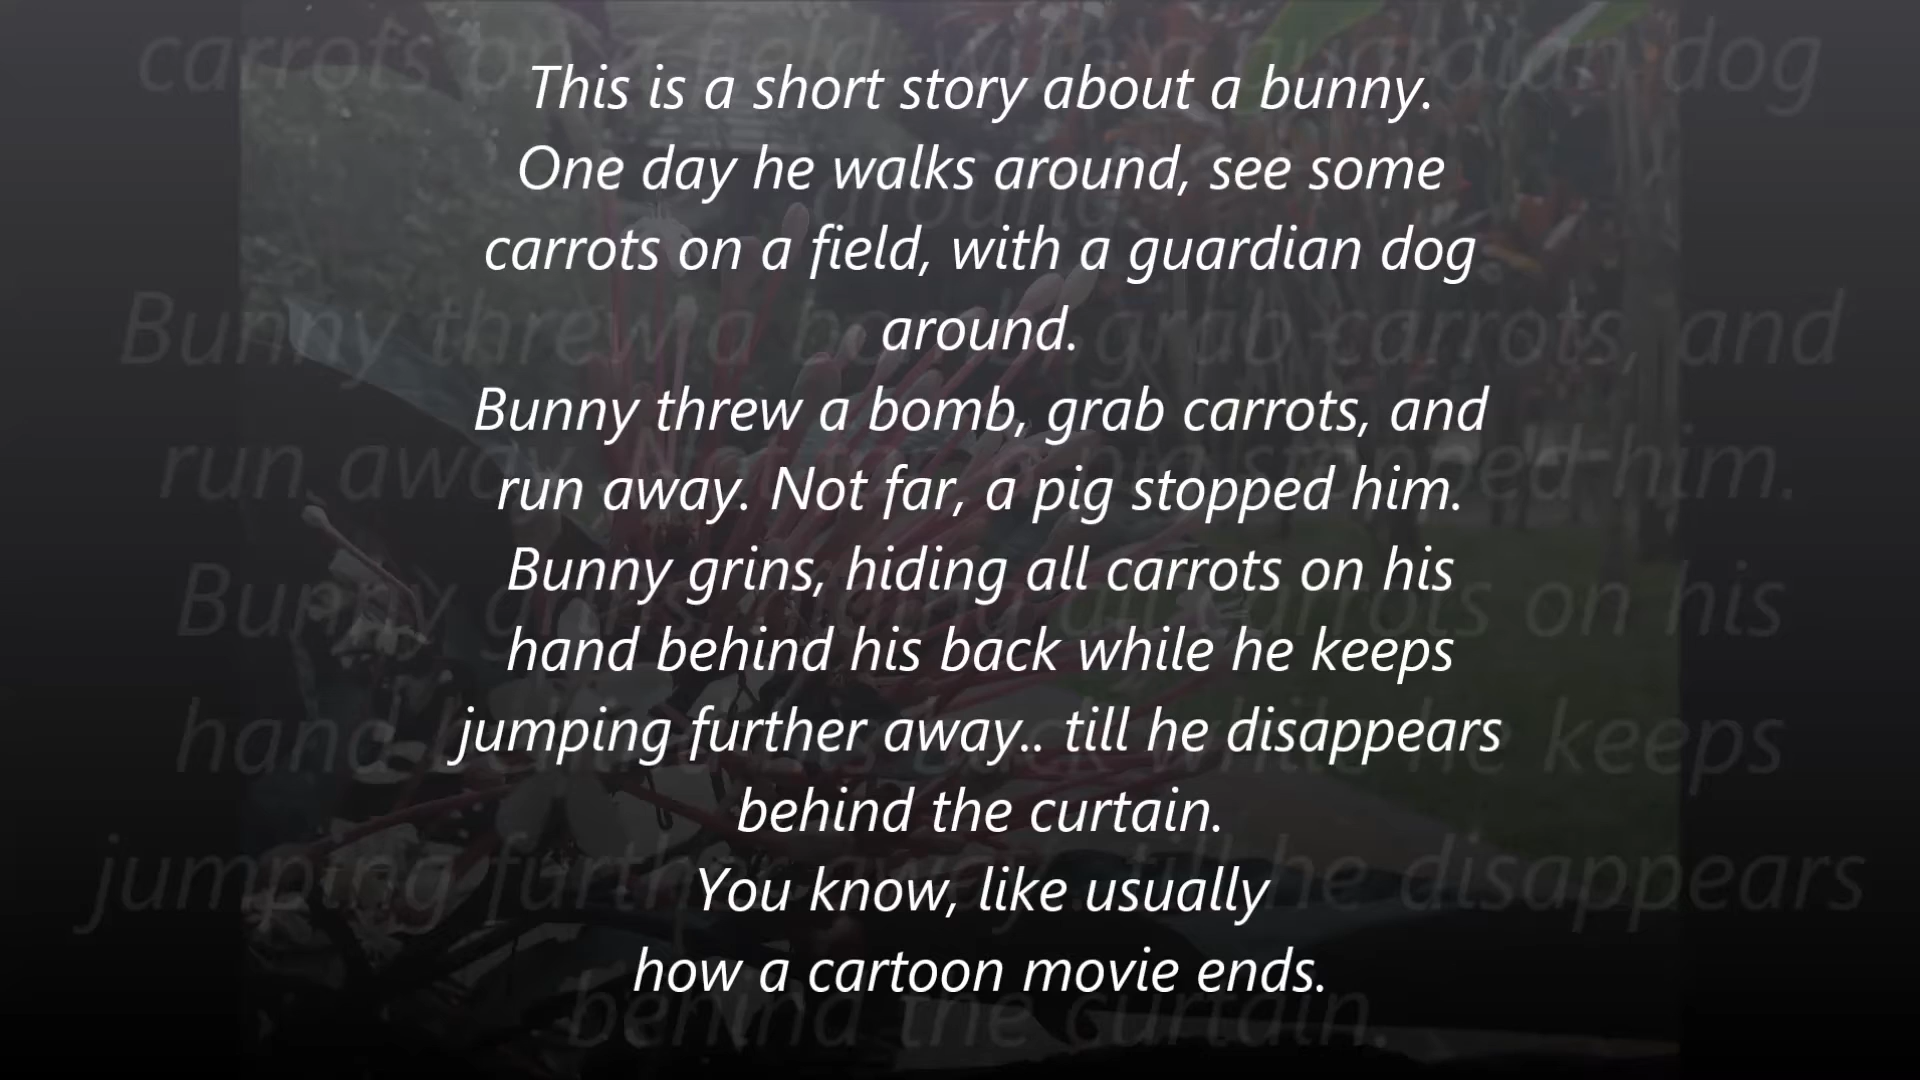 This is a short story about a bunny.
One day he walks around, see some
carrots on a field, with a guardian dog
around.
Bunny threw a bomb, grab carrots, and
run away. Not far, a pig stopped him.
Bunny grins, hiding all carrots on his
hand behind his back while he keeps
jumping further away.. till he disappears
behind the curtain.
You know, like usually
how a cartoon movie ends.